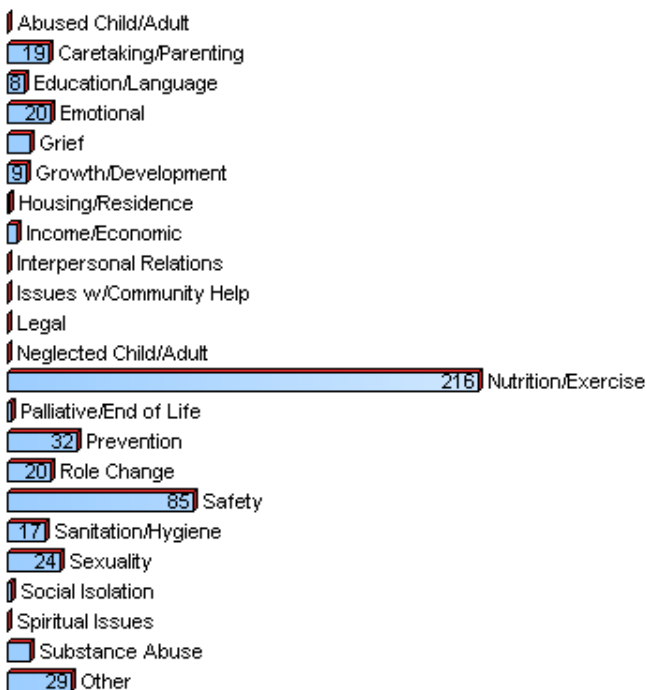 Abused Child/Adult
19 Caretaking/Parenting
8 Education/Language
20 Emotional
Grief
9 Growth/Development
Housing/Residence
Income/Economic
Interpersonal Relations
Issues w/Community Help
Legal
Neglected Child/Adult
216 Nutrition/Exercise
Palliative/End of Life
32 Prevention
20 Role Change
85 Safety
17 Sanitation/Hygiene
24 Sexuality
Social Isolation
Spiritual Issues
Substance Abuse
29 Other